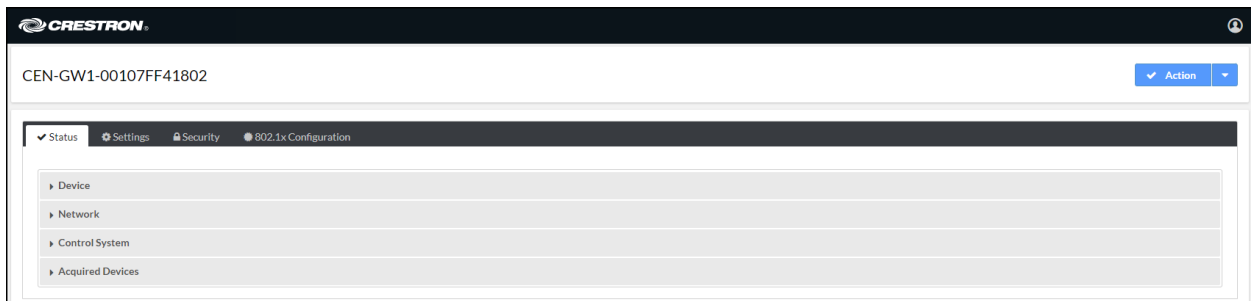 CRESTRON®
CEN-GW1-00107FF41802
Action
Status Settings Security 802.1x Configuration
Device
Network
Control System
Acquired Devices